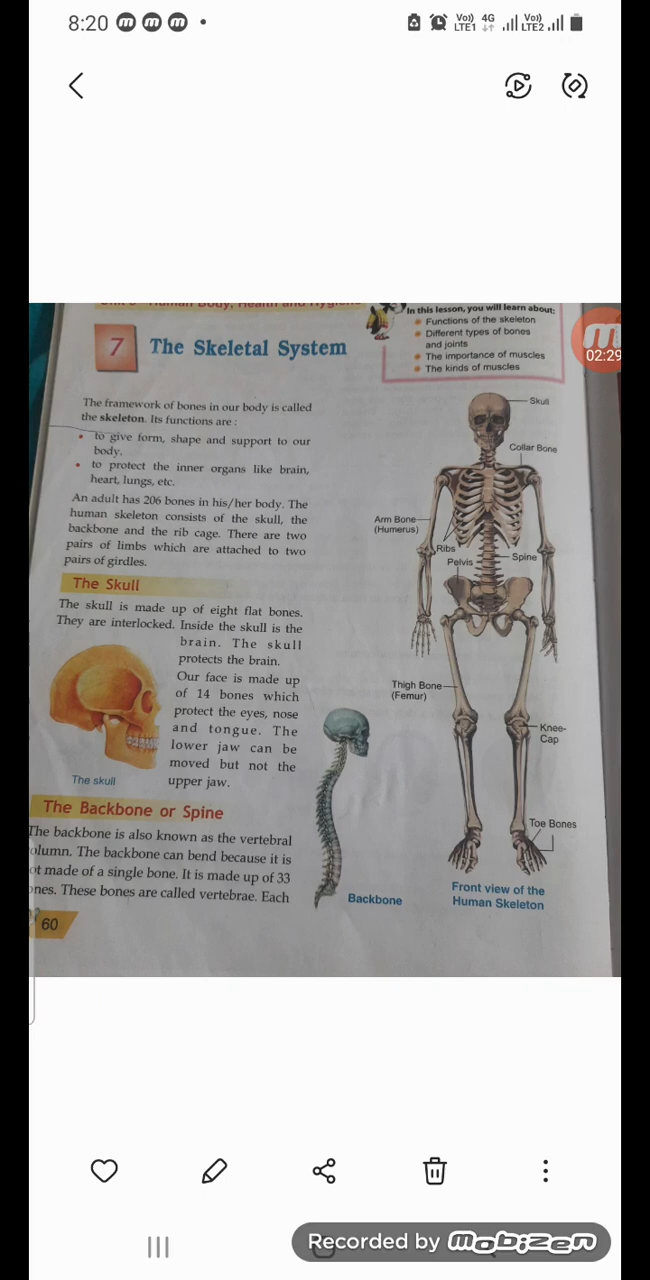 8:20
Vo)) 4G Vo))
LTE1 LTE2
In this lesson, you will learn about:
Functions of the skeleton
Different types of bones
and joints
The importance of muscles
The kinds of muscles
02:29
7 The Skeletal System
The framework of bones in our body is called
the skeleton. Its functions are :
• to give form, shape and support to our
body.
• to protect the inner organs like brain,
heart, lungs, etc.
An adult has 206 bones in his/her body. The
human skeleton consists of the skull, the
backbone and the rib cage. There are two
pairs of limbs which are attached to two
pairs of girdles.
The Skull
The skull is made up of eight flat bones.
They are interlocked. Inside the skull is the
brain. The skull
protects the brain.
Our face is made up
of 14 bones which
protect the eyes, nose
and tongue. The
lower jaw can be
moved but not the
upper jaw.
The skull
The Backbone or Spine
The backbone is also known as the vertebral
olumn. The backbone can bend because it is
ot made of a single bone. It is made up of 33
ones. These bones are called vertebrae. Each
60
Skull
Collar Bone
Arm Bone
(Humerus)
Ribs
Pelvis
Spine
Thigh Bone
(Femur)
Knee-
Cap
Toe Bones
Backbone
Front view of the
Human Skeleton
Recorded by mobizen